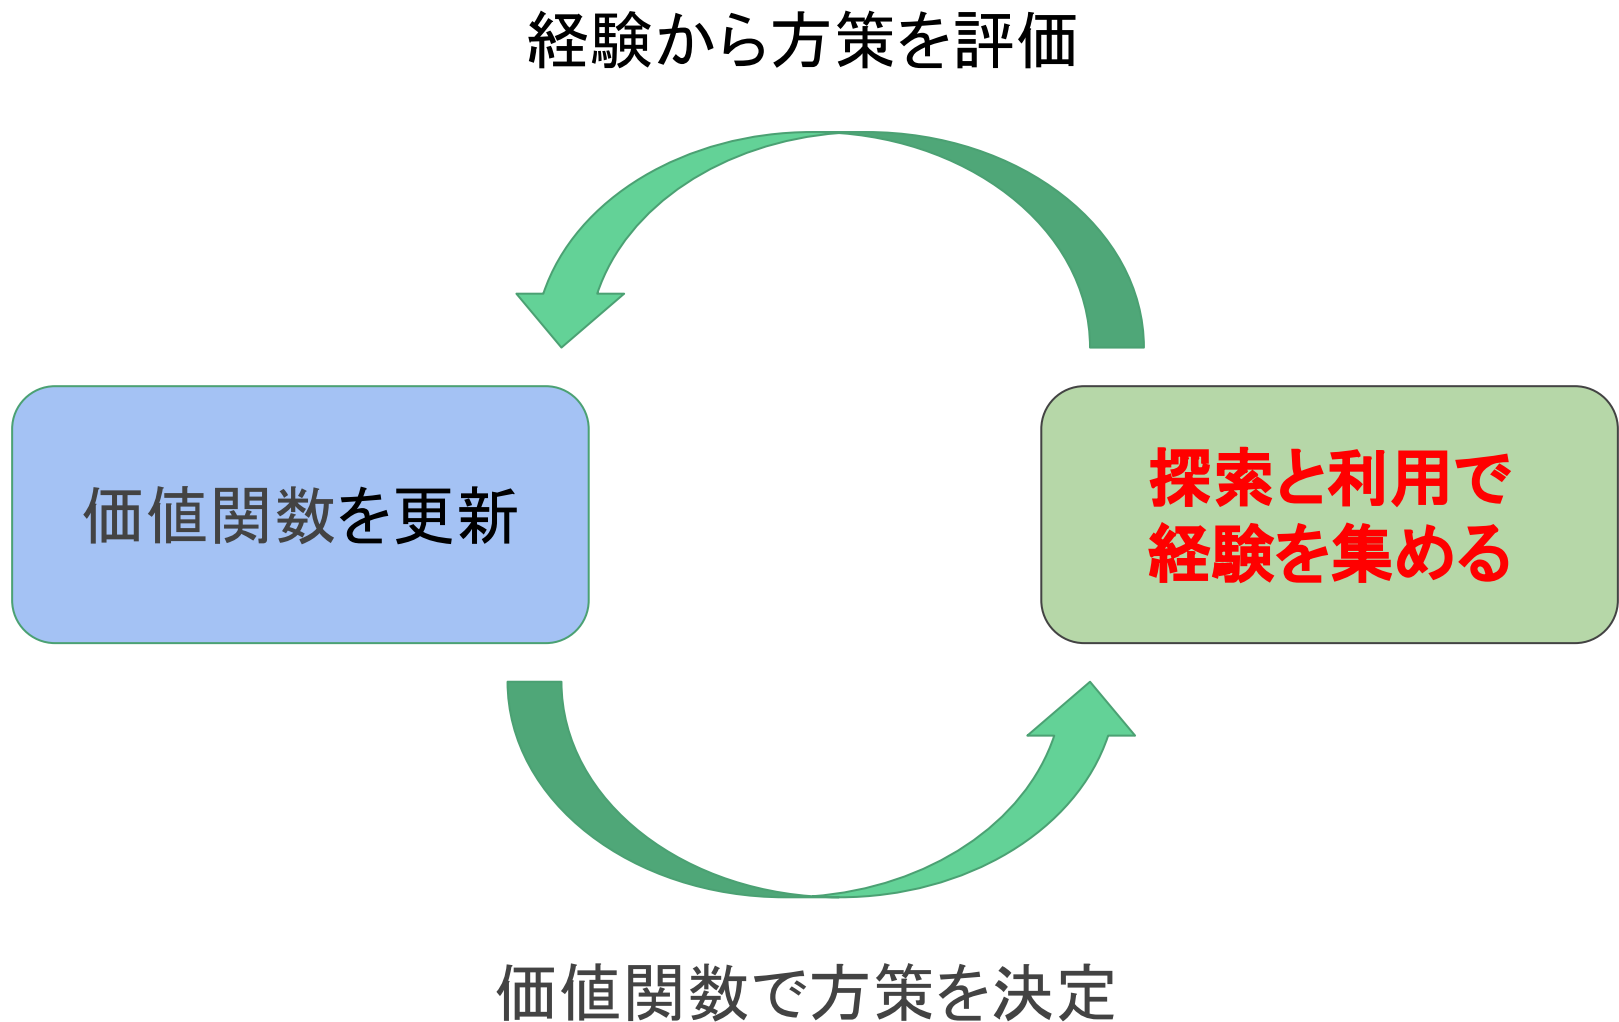 経験から方策を評価
価値関数を更新
探索と利用で
経験を集める
価値関数で方策を決定